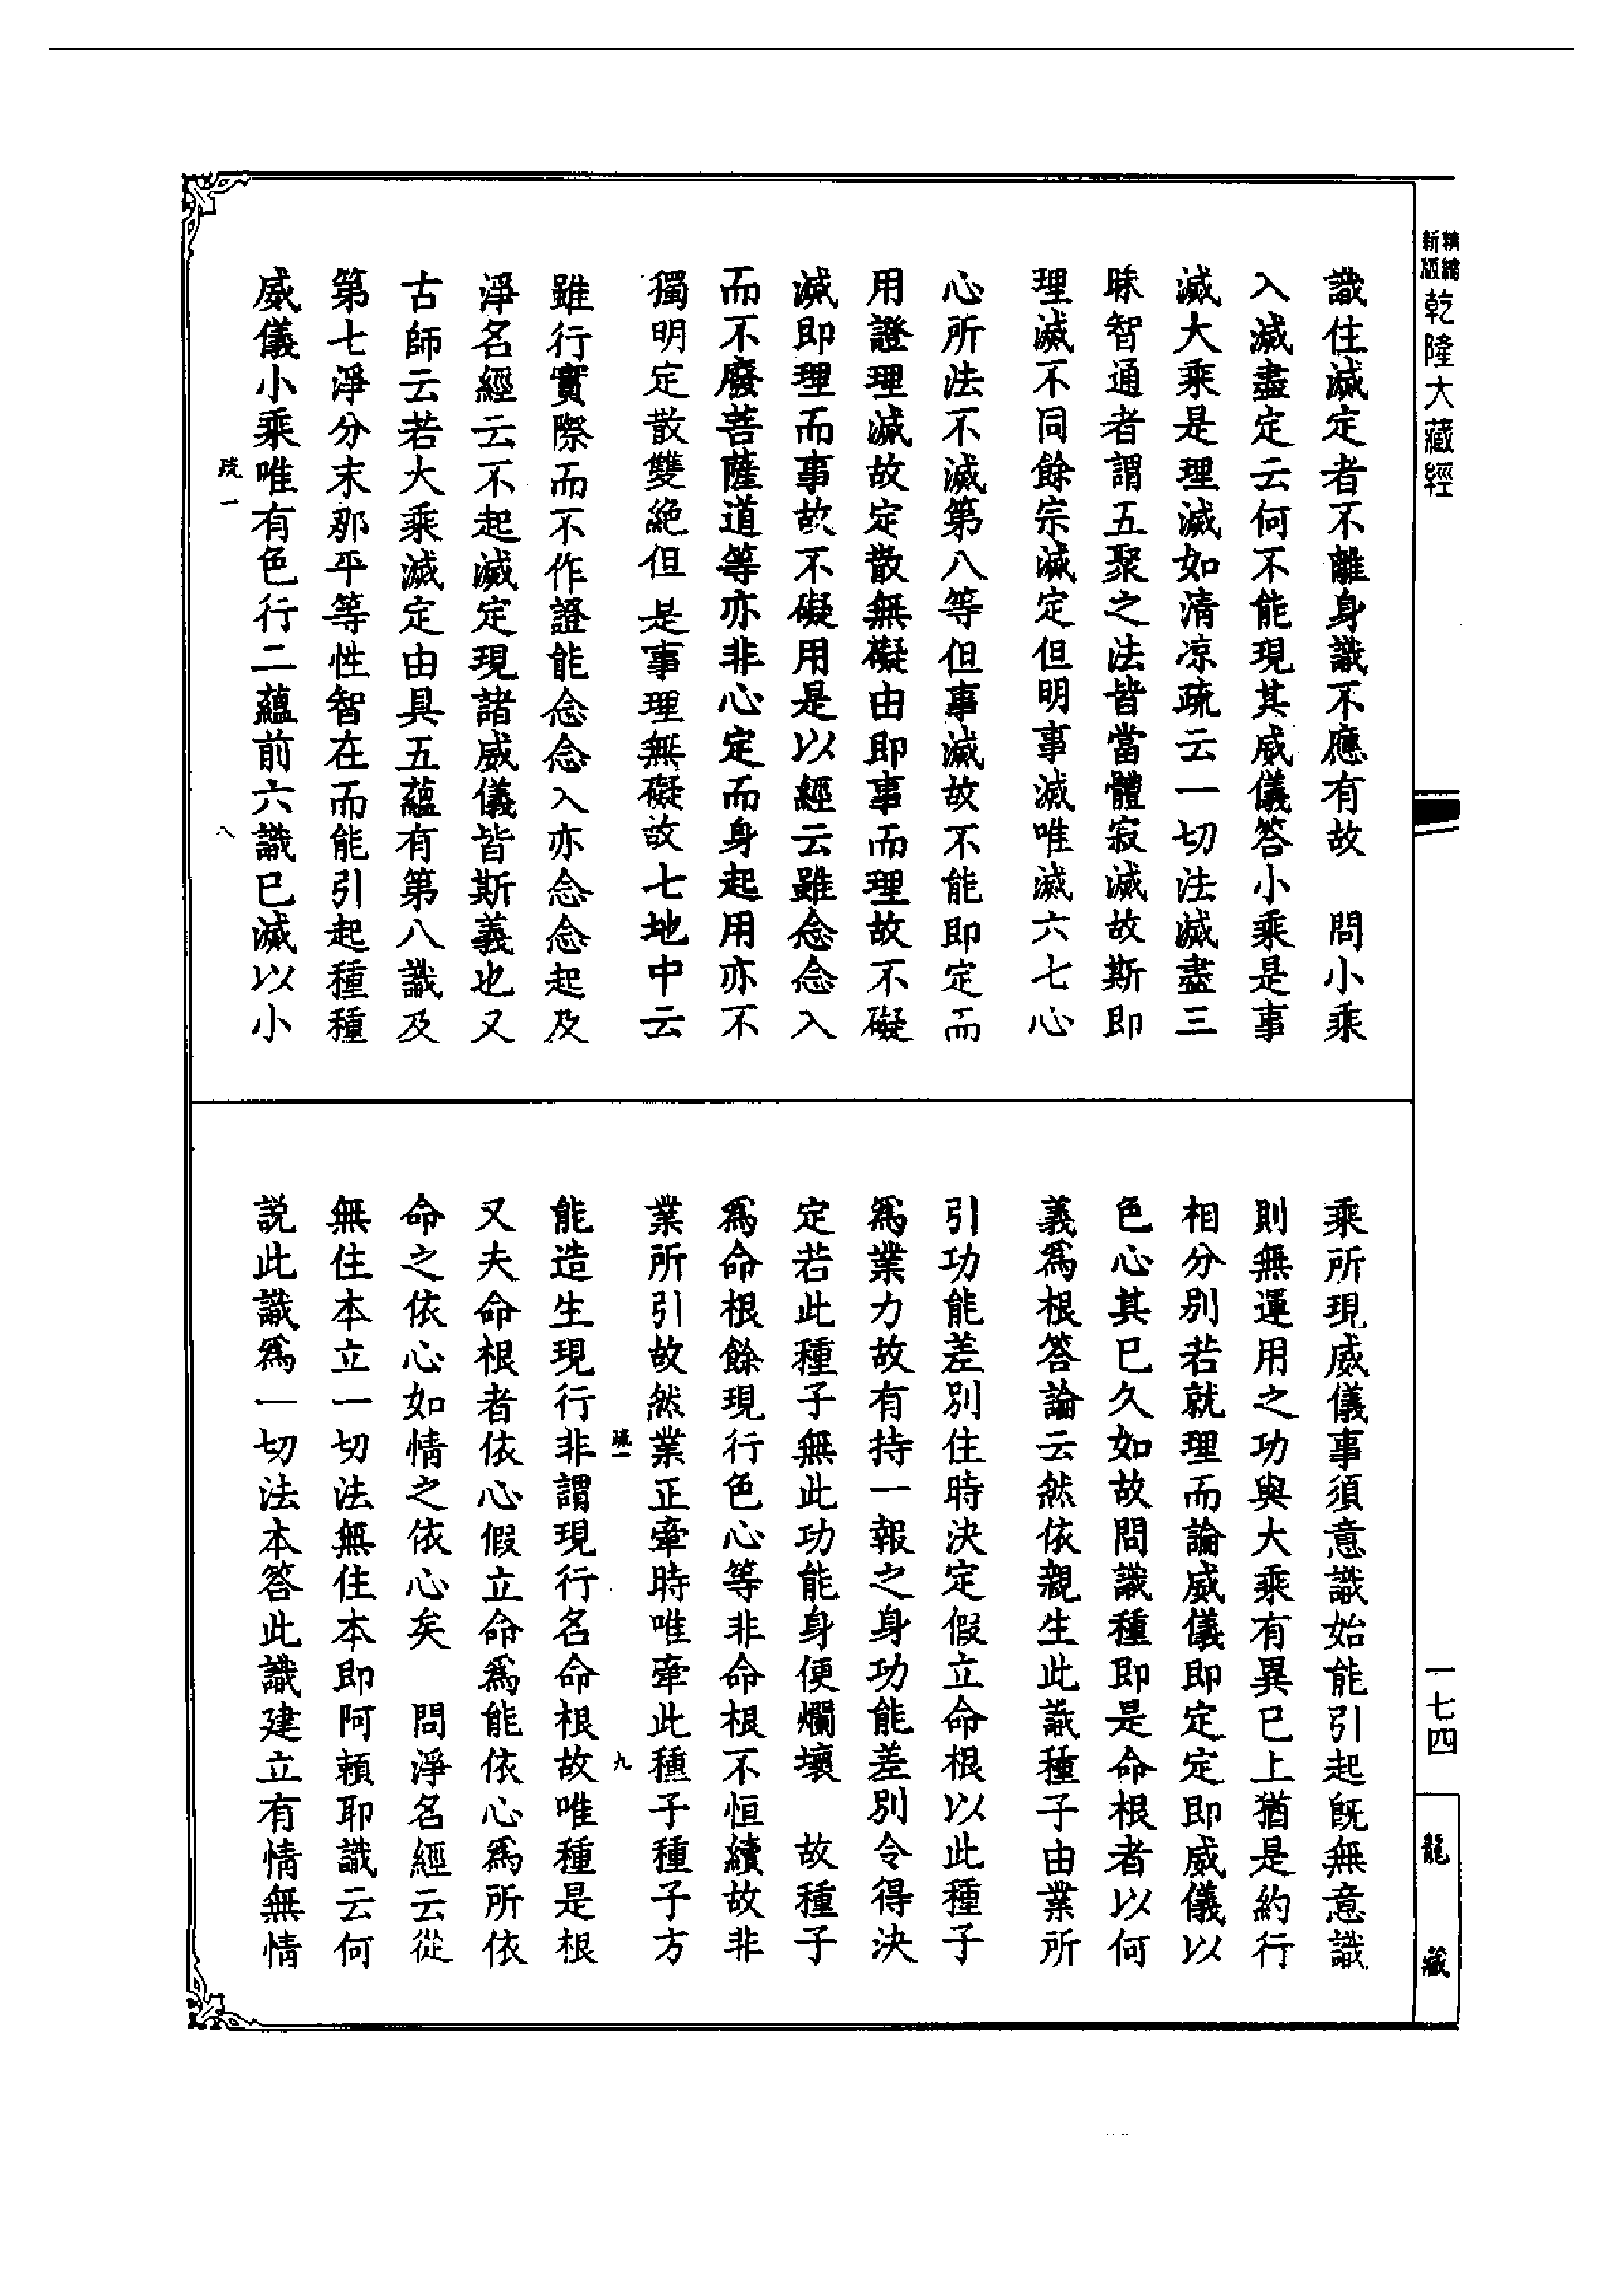 新版 精縮 乾隆大藏經
識住滅定者不離身識不應有故　問小乘
入滅盡定云何不能現其威儀答小乘是事
滅大乘是理滅如清涼疏云一切法滅盡三
昧智通者謂五聚之法皆當體寂滅故斯即
理滅不同餘宗滅定但明事滅唯滅六七心
心所法不滅第八等但事滅故不能即定而
用證理滅故定散無礙由即事而理故不礙
滅即理而事故不礙用是以經云雖念念入
而不廢菩薩道等亦非心定而身起用亦不
獨明定散雙絶但是事理無礙故七地中云
雖行實際而不作證能念念入亦念念起及
淨名經云不起滅定現諸威儀皆斯義也又
古師云若大乘滅定由具五蘊有第八識及
第七淨分末那平等性智在而能引起種種
威儀小乘唯有色行二蘊前六識已滅以小
疏一　八
乘所現威儀事須意識始能引起旣無意識
則無運用之功與大乘有異已上猶是約行
相分別若就理而論威儀即定定即威儀以
色心其已久如故問識種即是命根者以何
義爲根答論云然依親生此識種子由業所
引功能差別住時決定假立命根以此種子
爲業力故有持一報之身功能差別令得決
定若此種子無此功能身便爛壞　故種子
爲命根餘現行色心等非命根不恒續故非
業所引故然業正牽時唯牽此種子種子方
疏一　九
能造生現行非謂現行名命根故唯種是根
又夫命根者依心假立命爲能依心爲所依
命之依心如情之依心矣　問淨名經云從
無住本立一切法無住本即阿賴耶識云何
説此識爲一切法本答此識建立有情無情
一七四
龍藏